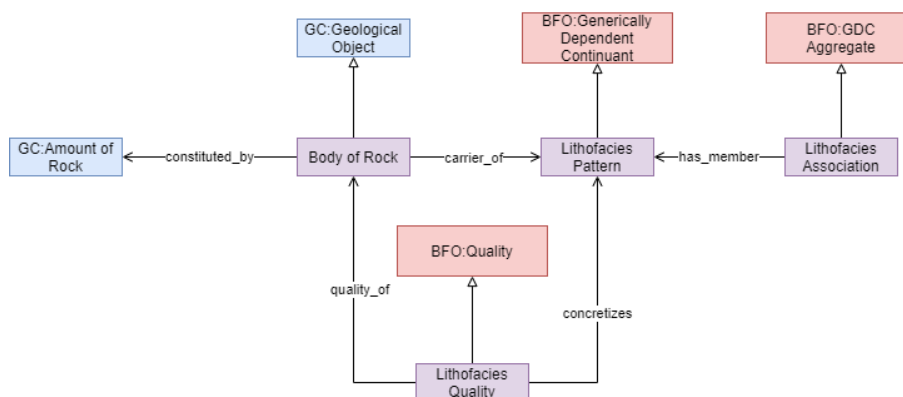 GC:Geological
Object
BFO:Generically
Dependent
Continuant
BFO:GDC
Aggregate
GC:Amount of
Rock
constituted_by
Body of Rock
carrier_of
Lithofacies
Pattern
has_member
Lithofacies
Association
BFO:Quality
quality_of
concretizes
Lithofacies
Quality